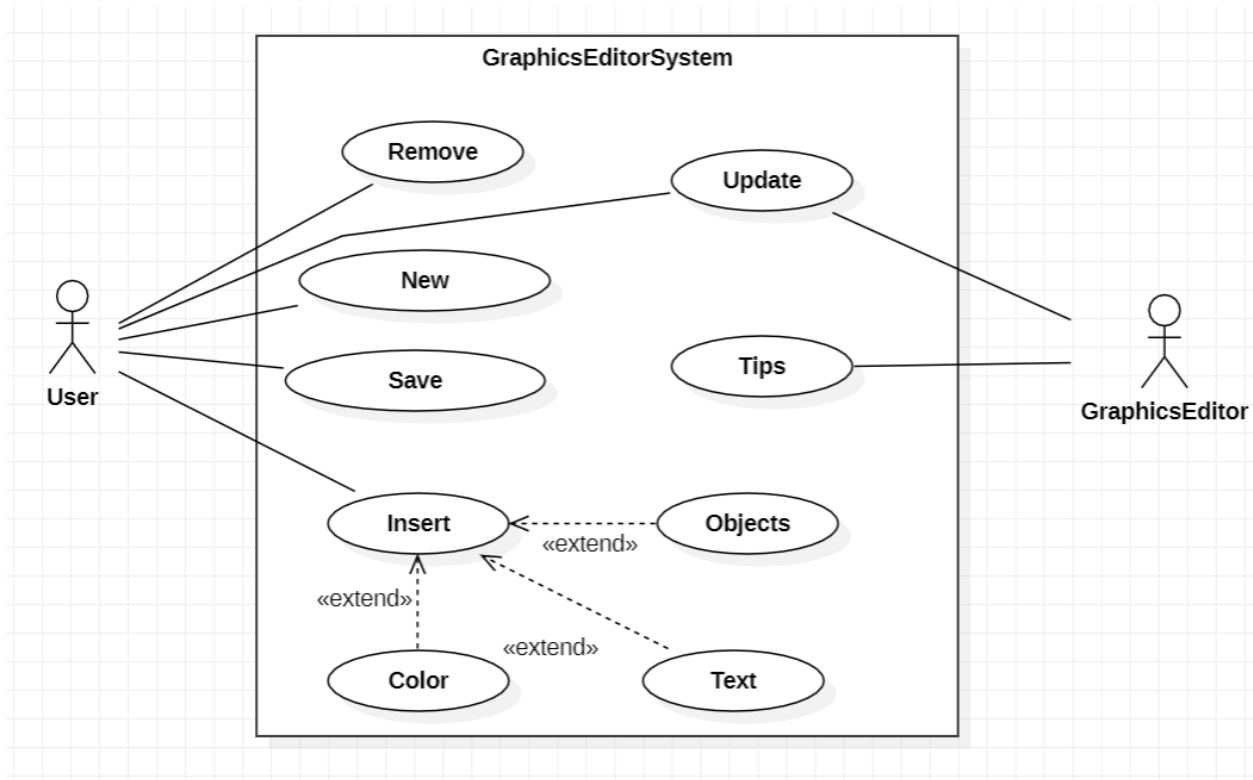 GraphicsEditorSystem
Remove
Update
New
Save
Tips
User
GraphicsEditor
Insert
Objects
«extend»
«extend»
«extend»
Color
Text